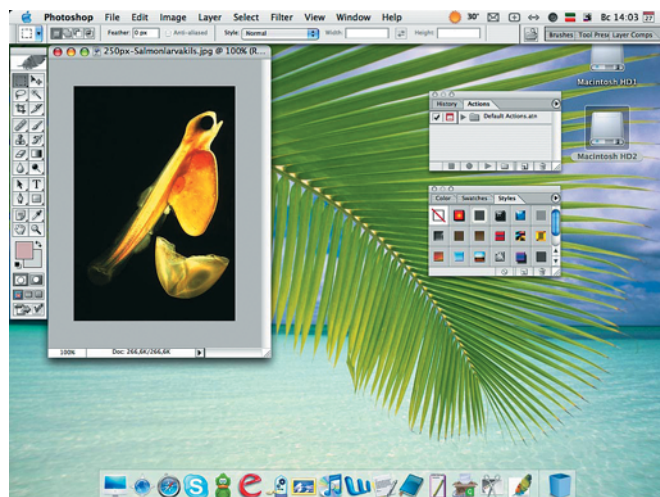 Photoshop File Edit Image Layer Select Filter View Window Help 30° Вс 14:03
Feather: 0 px Anti-aliased Style: Normal Width: Height: Brushes Tool Prese Layer Comps
250px-Salmonlarvakils.jpg @ 100% (R...
Macintosh HD1
History Actions
Default Actions.atn
Macintosh HD2
Color Swatches Styles
100% Doc: 266,6K/266,6K